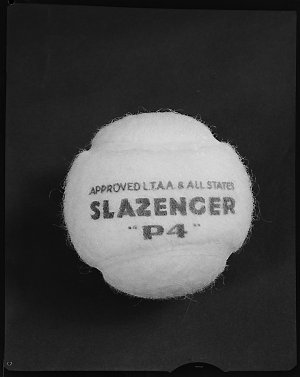 APPROVED L.T.A.A. & ALL STATES
SLAZENGER
"P4"